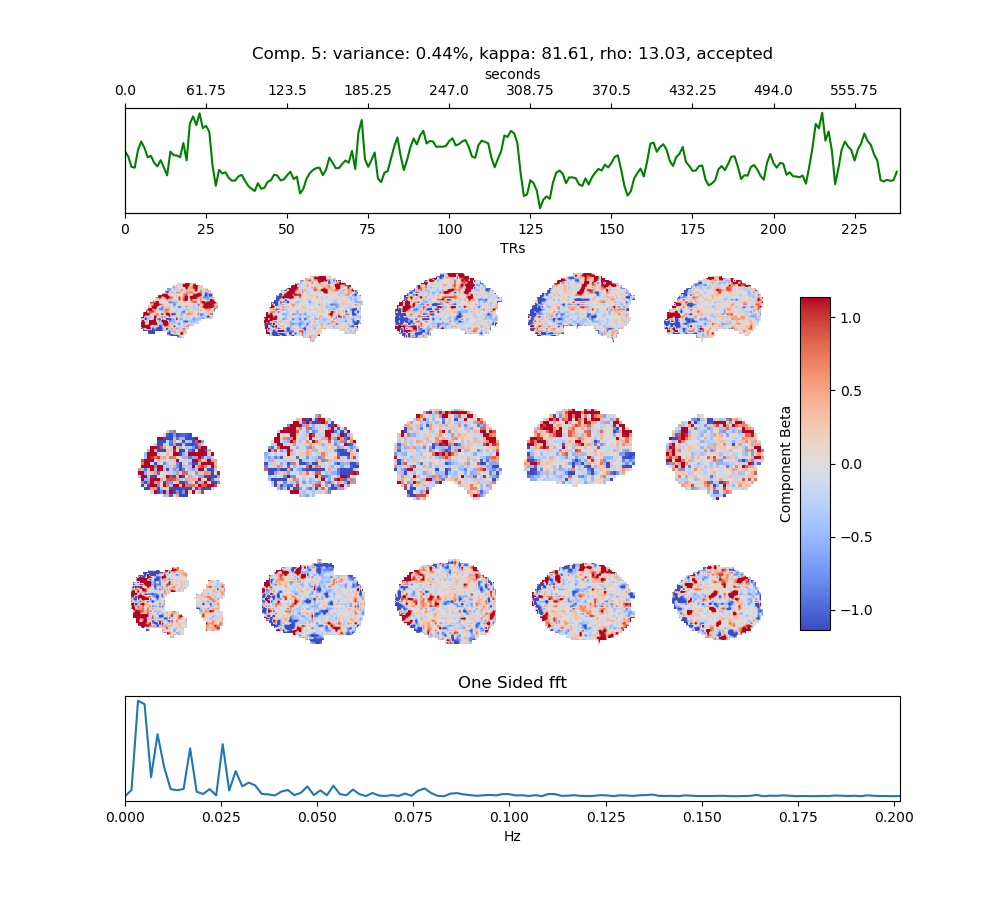 Comp. 5: variance: 0.44%, kappa: 81.61, rho: 13.03, accepted
seconds
0.0 61.75 123.5 185.25 247.0 308.75 370.5 432.25 494.0 555.75
0 25 50 75 100 125 150 175 200 225
TRs
1.0
0.5
0.0
−0.5
−1.0
Component Beta
One Sided fft
0.000 0.025 0.050 0.075 0.100 0.125 0.150 0.175 0.200
Hz